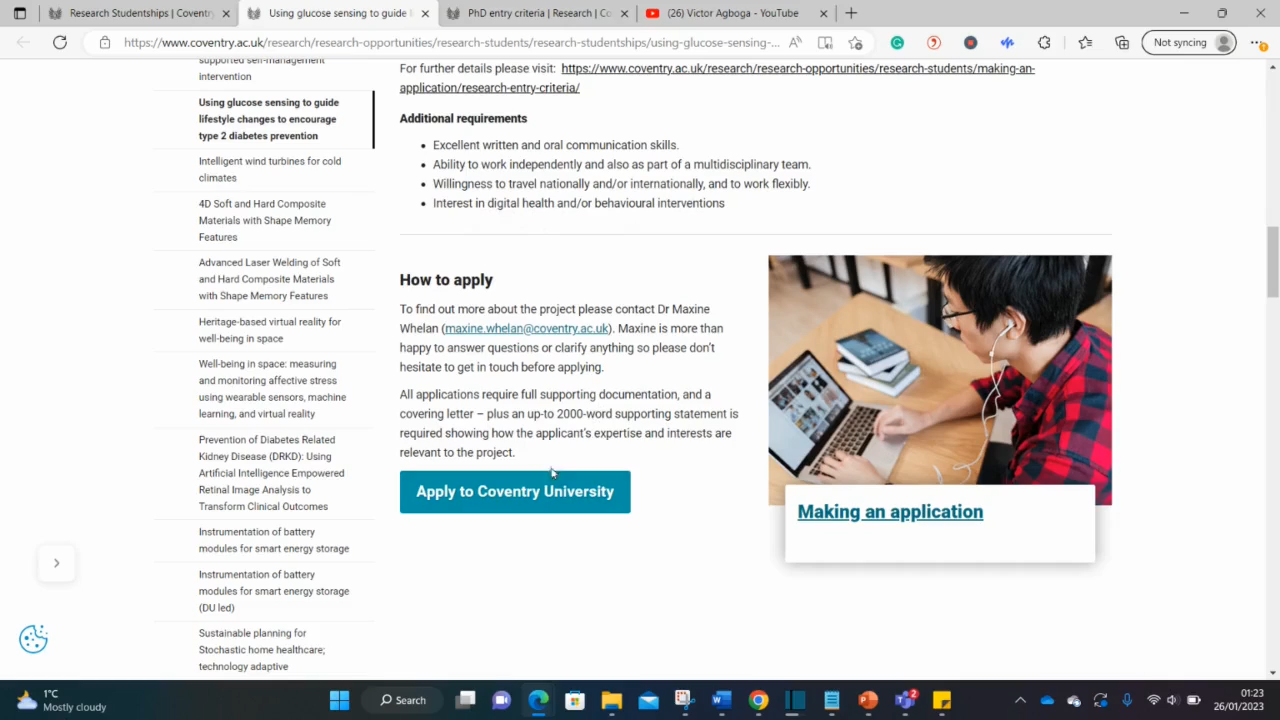 Research Studentships | Coventry
Using glucose sensing to guide l
PhD entry criteria | Research | Co
(26) Victor Agboga - YouTube
https://www.coventry.ac.uk/research/research-opportunities/research-students/research-studentships/using-glucose-sensing-...
Not syncing
supported self-management
intervention
Using glucose sensing to guide
lifestyle changes to encourage
type 2 diabetes prevention
Intelligent wind turbines for cold
climates
4D Soft and Hard Composite
Materials with Shape Memory
Features
Advanced Laser Welding of Soft
and Hard Composite Materials
with Shape Memory Features
Heritage-based virtual reality for
well-being in space
Well-being in space: measuring
and monitoring affective stress
using wearable sensors, machine
learning, and virtual reality
Prevention of Diabetes Related
Kidney Disease (DRKD): Using
Artificial Intelligence Empowered
Retinal Image Analysis to
Transform Clinical Outcomes
Instrumentation of battery
modules for smart energy storage
Instrumentation of battery
modules for smart energy storage
(DU led)
Sustainable planning for
Stochastic home healthcare;
technology adaptive
For further details please visit: https://www.coventry.ac.uk/research/research-opportunities/research-students/making-an-
application/research-entry-criteria/
Additional requirements
• Excellent written and oral communication skills.
• Ability to work independently and also as part of a multidisciplinary team.
• Willingness to travel nationally and/or internationally, and to work flexibly.
• Interest in digital health and/or behavioural interventions
How to apply
To find out more about the project please contact Dr Maxine
Whelan (maxine.whelan@coventry.ac.uk). Maxine is more than
happy to answer questions or clarify anything so please don't
hesitate to get in touch before applying.
All applications require full supporting documentation, and a
covering letter – plus an up-to 2000-word supporting statement is
required showing how the applicant's expertise and interests are
relevant to the project.
Apply to Coventry University
Making an application
1°C
Mostly cloudy
Search
2
01:23
26/01/2023